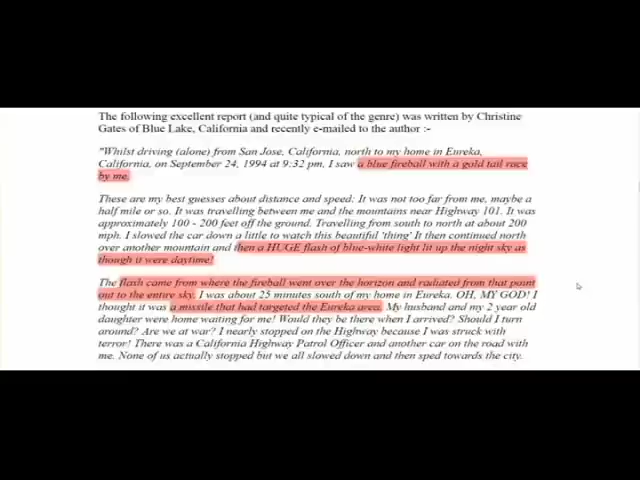 The following excellent report (and quite typical of the genre) was written by Christine
Gates of Blue Lake, California and recently e-mailed to the author :-
"Whilst driving (alone) from San Jose, California, north to my home in Eureka,
California, on September 24, 1994 at 9:32 pm, I saw a blue fireball with a gold tail race
by me.
These are my best guesses about distance and speed: It was not too far from me, maybe a
half mile or so. It was travelling between me and the mountains near Highway 101. It was
approximately 100 - 200 feet off the ground. Travelling from south to north at about 200
mph. I slowed the car down a little to watch this beautiful 'thing' It then continued north
over another mountain and then a HUGE flash of blue-white light lit up the night sky as
though it were daytime!
The flash came from where the fireball went over the horizon and radiated from that point
out to the entire sky. I was about 25 minutes south of my home in Eureka. OH, MY GOD! I
thought it was a missile that had targeted the Eureka area. My husband and my 2 year old
daughter were home waiting for me! Would they be there when I arrived? Should I turn
around? Are we at war? I nearly stopped on the Highway because I was struck with
terror! There was a California Highway Patrol Officer and another car on the road with
me. None of us actually stopped but we all slowed down and then sped towards the city.